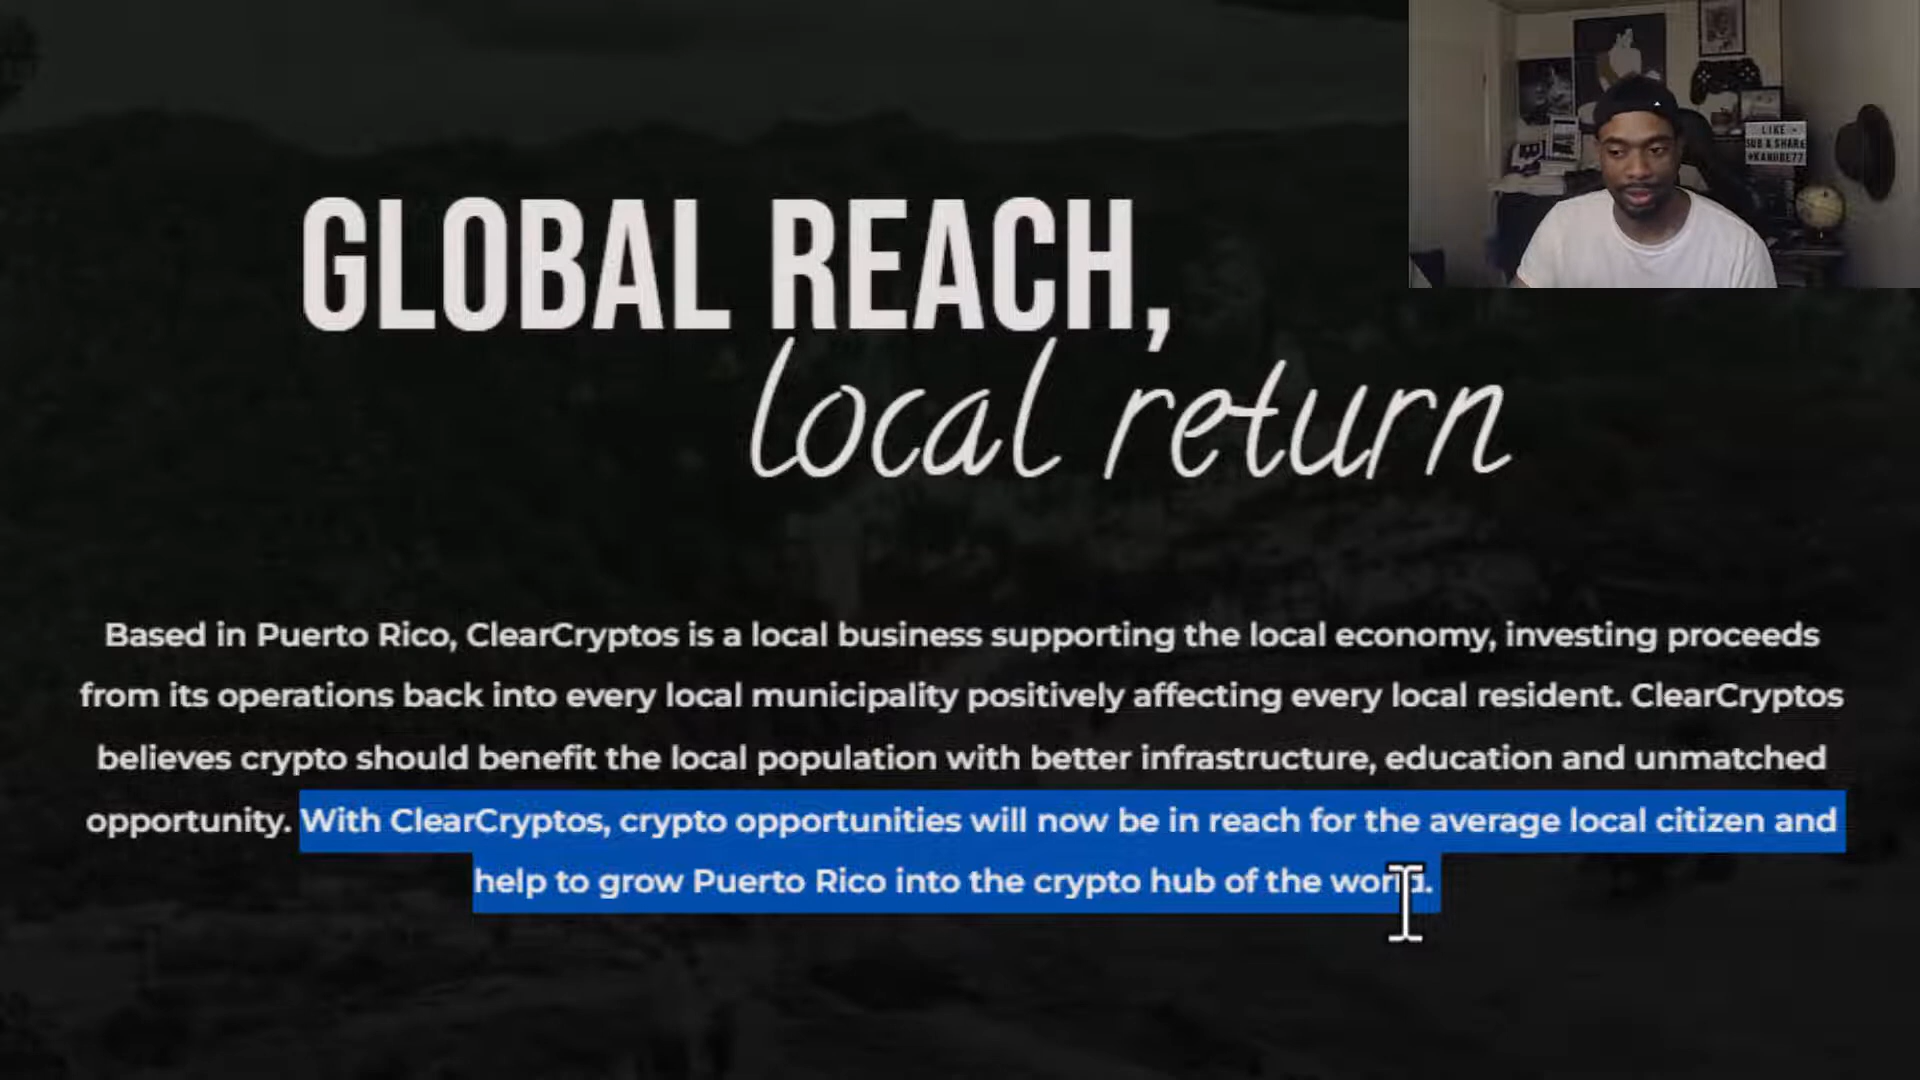 GLOBAL REACH,
local return
LIKE -
SUB & SHARE
Based in Puerto Rico, ClearCryptos is a local business supporting the local economy, investing proceeds
from its operations back into every local municipality positively affecting every local resident. ClearCryptos
believes crypto should benefit the local population with better infrastructure, education and unmatched
opportunity. With ClearCryptos, crypto opportunities will now be in reach for the average local citizen and
help to grow Puerto Rico into the crypto hub of the world.